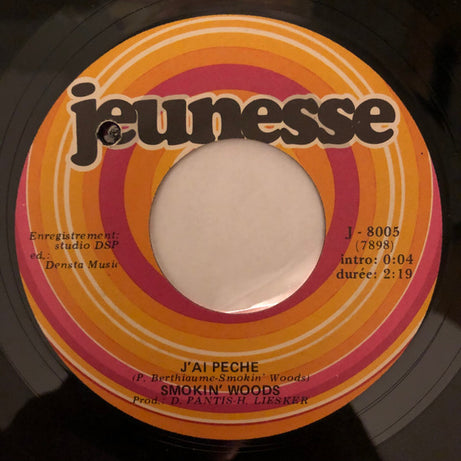 jeunesse
Enregistrement:
studio DSP
ed.:
Densta Music
J - 8005
(7898)
intro: 0:04
durée: 2:19
J'AI PECHE
(P. Berthiaume-Smokin' Woods)
SMOKIN' WOODS
Prod.: D. PANTIS-H. LIESKER